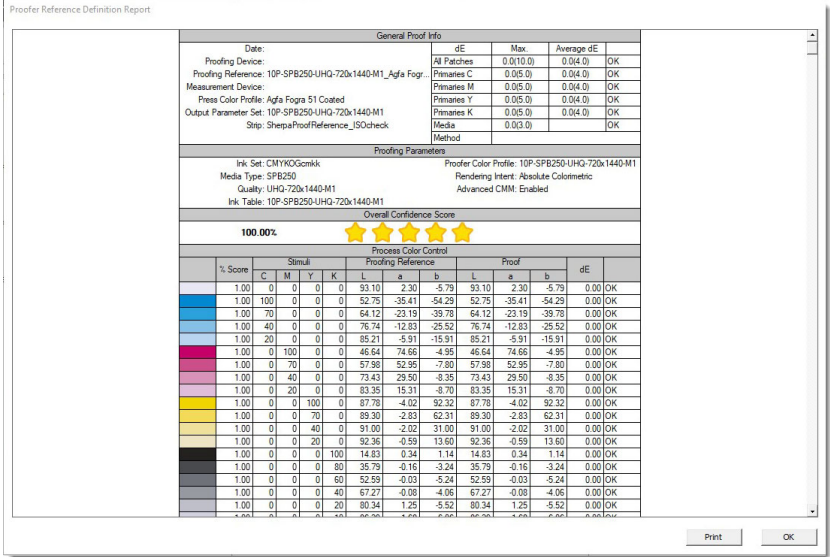 Proofer Reference Definition Report
General Proof Info
Date: dE Max. Average dE
Proofing Device: All Patches 0.0(10.0) 0.0(4.0) OK
Proofing Reference: 10P-SPB250-UHQ-720x1440-M1_Agfa Fogr... Primaries C 0.0(5.0) 0.0(4.0) OK
Measurement Device: Primaries M 0.0(5.0) 0.0(4.0) OK
Press Color Profile: Agfa Fogra 51 Coated Primaries Y 0.0(5.0) 0.0(4.0) OK
Output Parameter Set: 10P-SPB250-UHQ-720x1440-M1 Primaries K 0.0(5.0) 0.0(4.0) OK
Strip: SherpaProofReference_ISOcheck Media 0.0(3.0) OK
Method
Proofing Parameters
Ink Set: CMYKOGcmkk Proofer Color Profile: 10P-SPB250-UHQ-720x1440-M1
Media Type: SPB250 Rendering Intent: Absolute Colorimetric
Quality: UHQ-720x1440-M1 Advanced CMM: Enabled
Ink Table: 10P-SPB250-UHQ-720x1440-M1
Overall Confidence Score
100.00%
Process Color Control
% Score Stimuli Proofing Reference Proof dE
C M Y K L a b L a b
1.00 0 0 0 0 93.10 2.30 -5.79 93.10 2.30 -5.79 0.00 OK
1.00 100 0 0 0 52.75 -35.41 -54.29 52.75 -35.41 -54.29 0.00 OK
1.00 70 0 0 0 64.12 -23.19 -39.78 64.12 -23.19 -39.78 0.00 OK
1.00 40 0 0 0 76.74 -12.83 -25.52 76.74 -12.83 -25.52 0.00 OK
1.00 20 0 0 0 85.21 -5.91 -15.91 85.21 -5.91 -15.91 0.00 OK
1.00 0 100 0 0 46.64 74.66 -4.95 46.64 74.66 -4.95 0.00 OK
1.00 0 70 0 0 57.98 52.95 -7.80 57.98 52.95 -7.80 0.00 OK
1.00 0 40 0 0 73.43 29.50 -8.35 73.43 29.50 -8.35 0.00 OK
1.00 0 20 0 0 83.35 15.31 -8.70 83.35 15.31 -8.70 0.00 OK
1.00 0 0 100 0 87.78 -4.02 92.32 87.78 -4.02 92.32 0.00 OK
1.00 0 0 70 0 89.30 -2.83 62.31 89.30 -2.83 62.31 0.00 OK
1.00 0 0 40 0 91.00 -2.02 31.00 91.00 -2.02 31.00 0.00 OK
1.00 0 0 20 0 92.36 -0.59 13.60 92.36 -0.59 13.60 0.00 OK
1.00 0 0 0 100 14.83 0.34 1.14 14.83 0.34 1.14 0.00 OK
1.00 0 0 0 80 35.79 -0.16 -3.24 35.79 -0.16 -3.24 0.00 OK
1.00 0 0 0 60 52.59 -0.03 -5.24 52.59 -0.03 -5.24 0.00 OK
1.00 0 0 0 40 67.27 -0.08 -4.06 67.27 -0.08 -4.06 0.00 OK
1.00 0 0 0 20 80.34 1.25 -5.52 80.34 1.25 -5.52 0.00 OK
Print OK